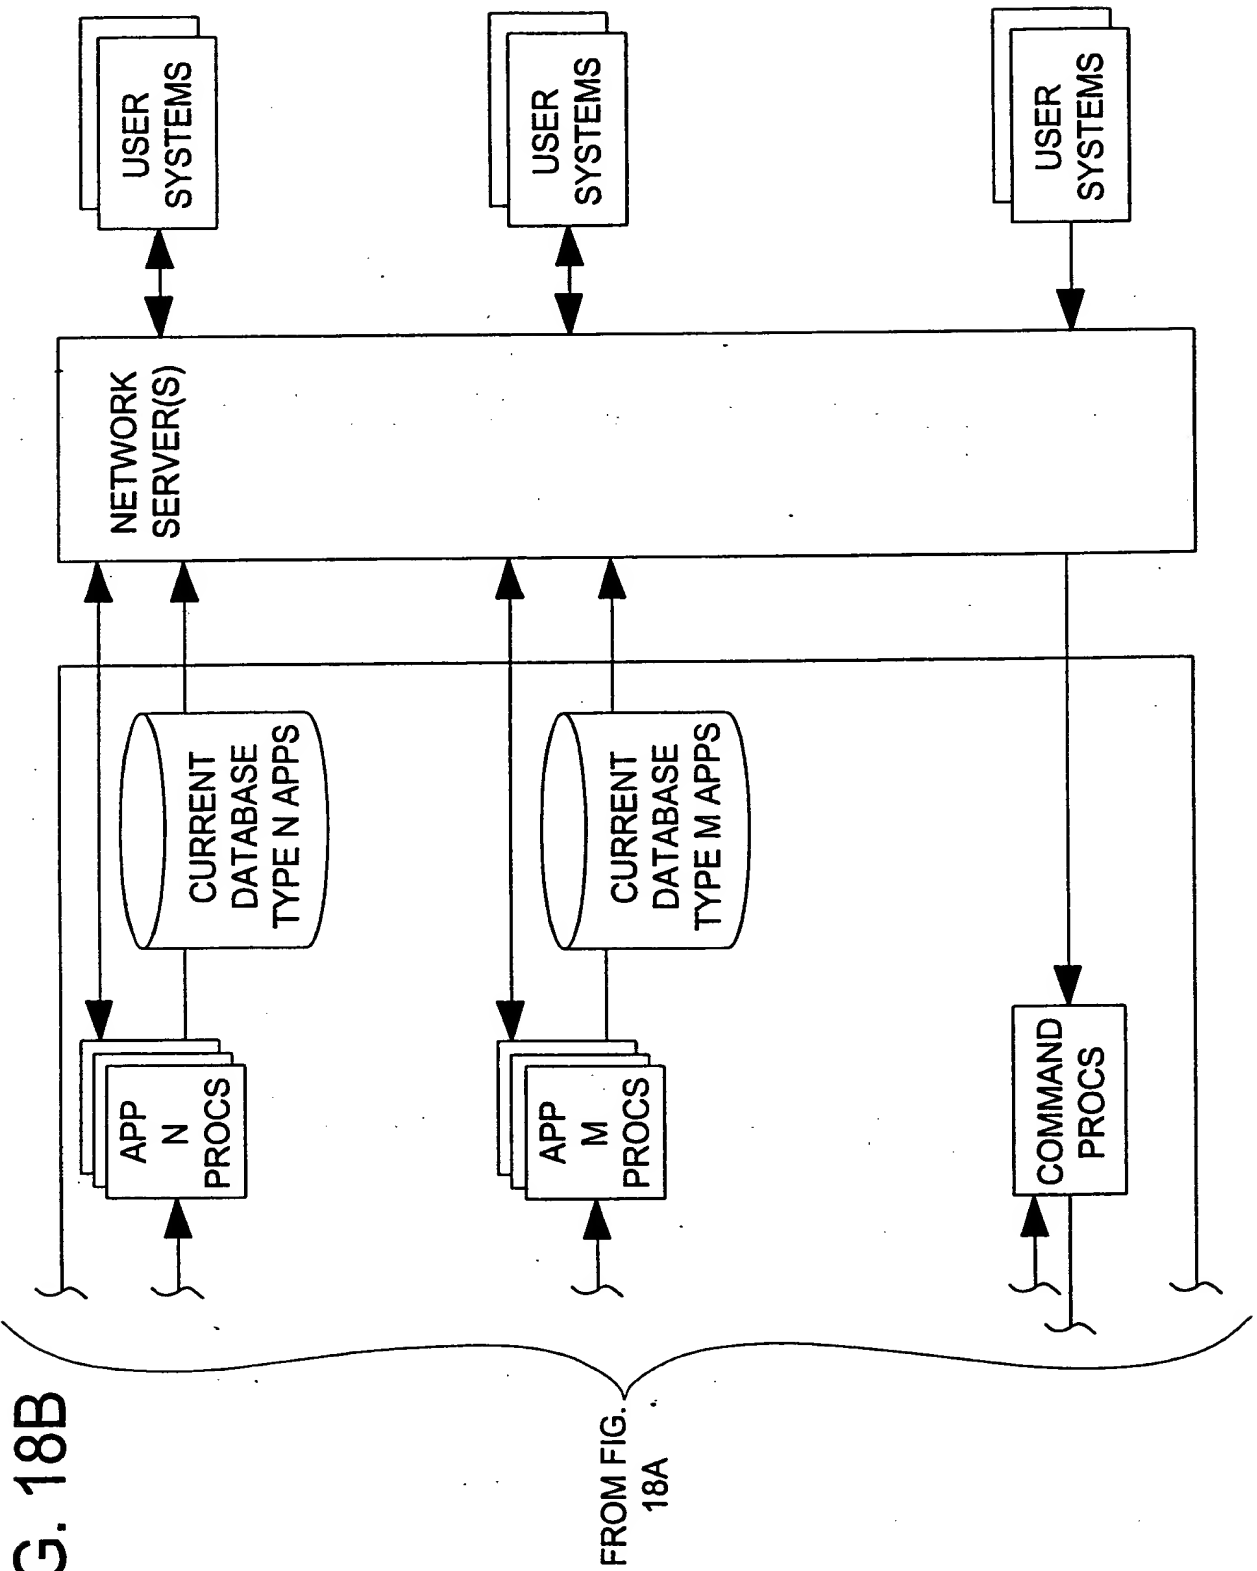 G. 18B
FROM FIG.
18A
APP
N
PROCS
CURRENT
DATABASE
TYPE N APPS
NETWORK
SERVER(S)
USER
SYSTEMS
APP
M
PROCS
CURRENT
DATABASE
TYPE M APPS
USER
SYSTEMS
COMMAND
PROCS
USER
SYSTEMS